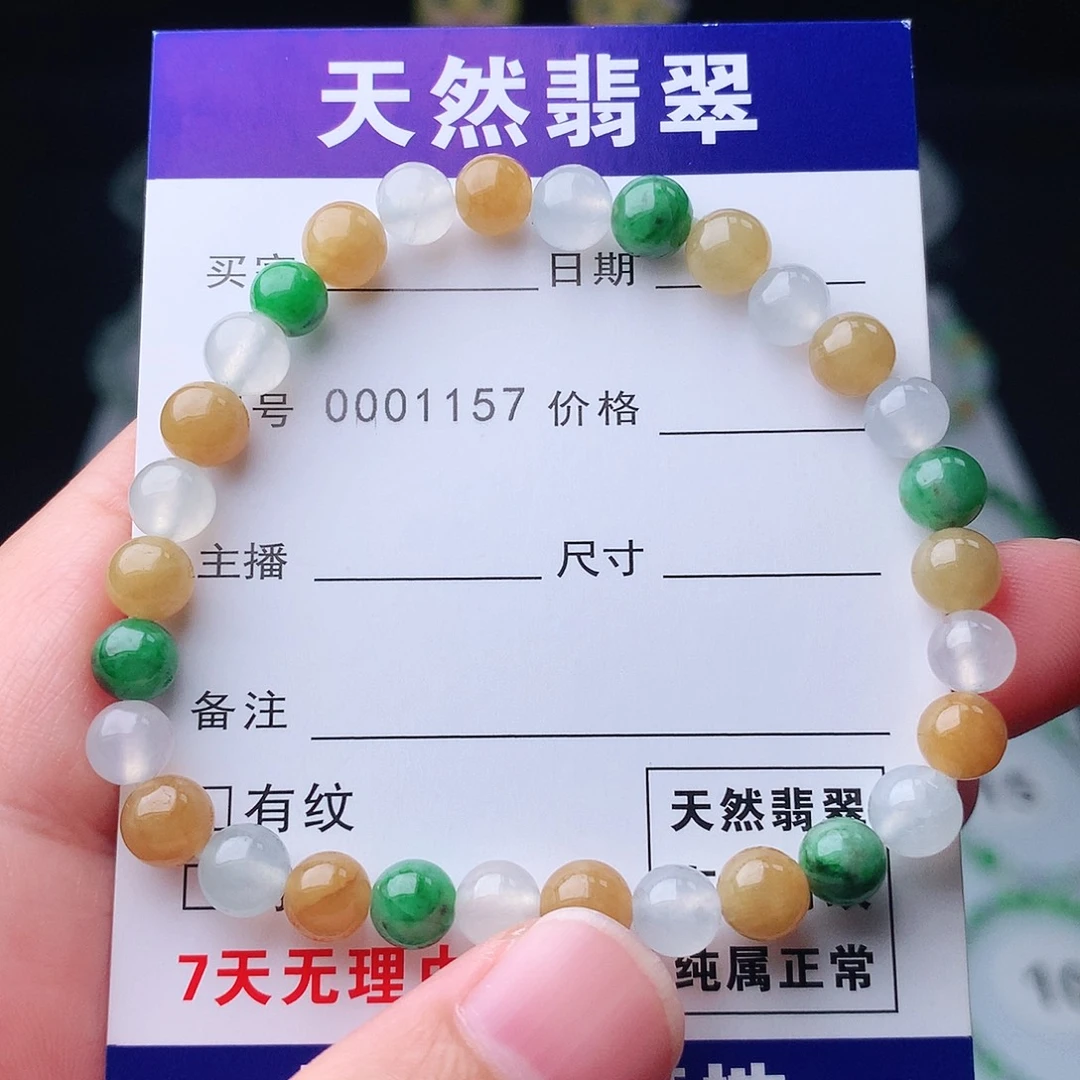 天然翡翠
买 日期
号 0001157 价格
主播 尺寸
备注
有纹
天然翡翠
7天无理
纯属正常